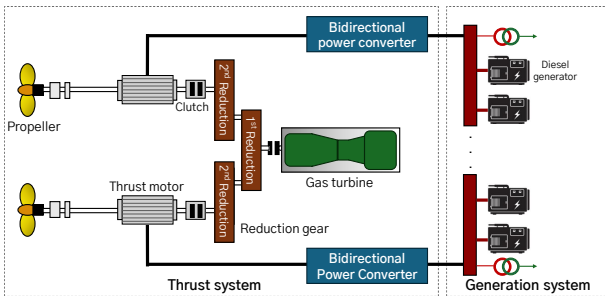 Bidirectional
power converter
2nd Reduction
Diesel
generator
Clutch
1st Reduction
Propeller
Thrust motor
2nd Reduction
Gas turbine
Reduction gear
Bidirectional
Power Converter
Thrust system
Generation system